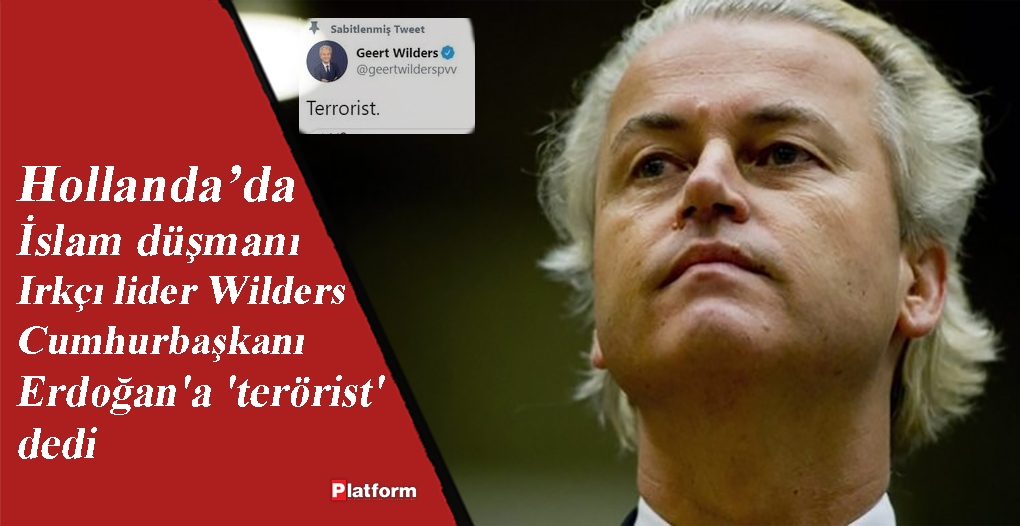 Sabitlenmiş Tweet
Geert Wilders
@geertwilderspvv
Terrorist.
Hollanda’da
İslam düşmanı
Irkçı lider Wilders
Cumhurbaşkanı
Erdoğan'a 'terörist'
dedi
Platform